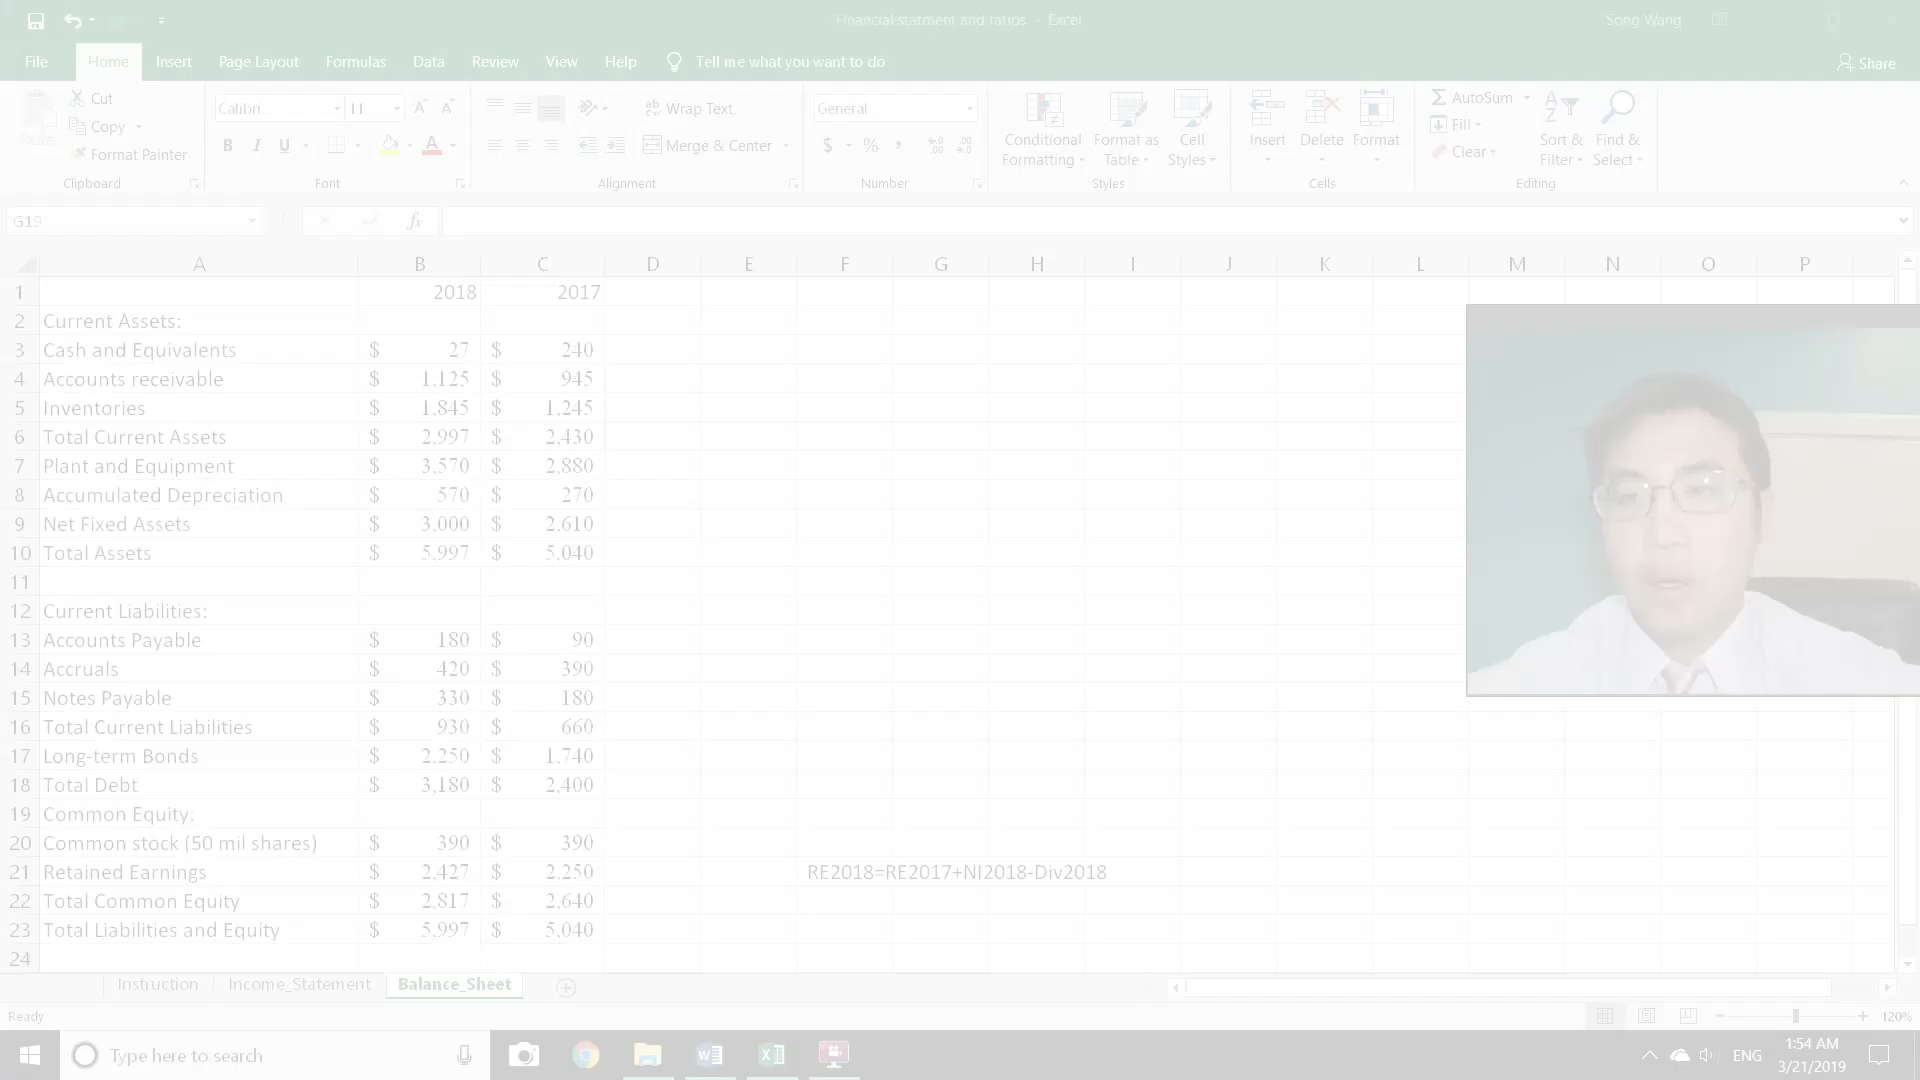 Financial statment and ratios - Excel
Song Wang
File Home Insert Page Layout Formulas Data Review View Help Tell me what you want to do Share
Paste
Cut
Copy
Format Painter
Clipboard
Calibri 11
B I U
Font
Wrap Text
Merge & Center
Alignment
General
$ % ,
Number
Conditional Formatting
Format as Table
Cell Styles
Styles
Insert
Delete
Format
Cells
AutoSum
Fill
Clear
Sort & Filter
Find & Select
Editing
G19 fx
A B C D E F G H I J K L M N O P
1 2018 2017
2 Current Assets:
3 Cash and Equivalents $ 27 $ 240
4 Accounts receivable $ 1,125 $ 945
5 Inventories $ 1,845 $ 1,245
6 Total Current Assets $ 2,997 $ 2,430
7 Plant and Equipment $ 3,570 $ 2,880
8 Accumulated Depreciation $ 570 $ 270
9 Net Fixed Assets $ 3,000 $ 2,610
10 Total Assets $ 5,997 $ 5,040
11
12 Current Liabilities:
13 Accounts Payable $ 180 $ 90
14 Accruals $ 420 $ 390
15 Notes Payable $ 330 $ 180
16 Total Current Liabilities $ 930 $ 660
17 Long-term Bonds $ 2,250 $ 1,740
18 Total Debt $ 3,180 $ 2,400
19 Common Equity:
20 Common stock (50 mil shares) $ 390 $ 390
21 Retained Earnings $ 2,427 $ 2,250 RE2018=RE2017+NI2018-Div2018
22 Total Common Equity $ 2,817 $ 2,640
23 Total Liabilities and Equity $ 5,997 $ 5,040
24
Instruction Income_Statement Balance_Sheet
Ready 120%
Type here to search
ENG
1:54 AM
3/21/2019